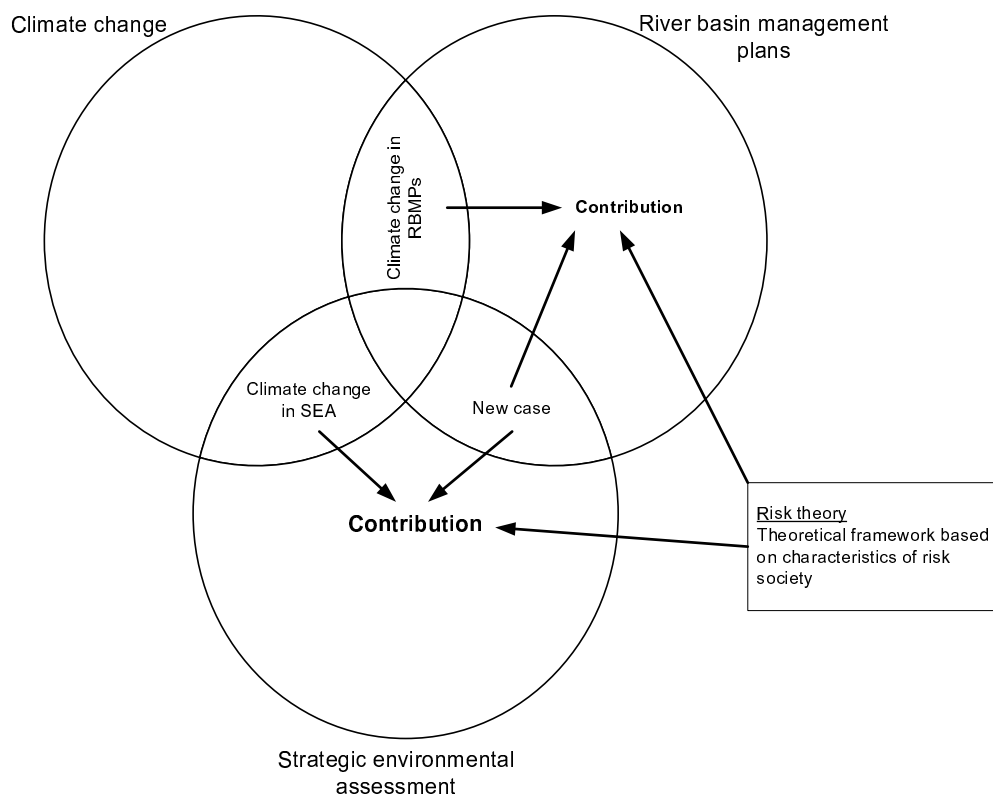 Climate change
River basin management
plans
Climate change in
RBMPs
Contribution
Climate change
in SEA
New case
Contribution
Risk theory
Theoretical framework based
on characteristics of risk
society
Strategic environmental
assessment